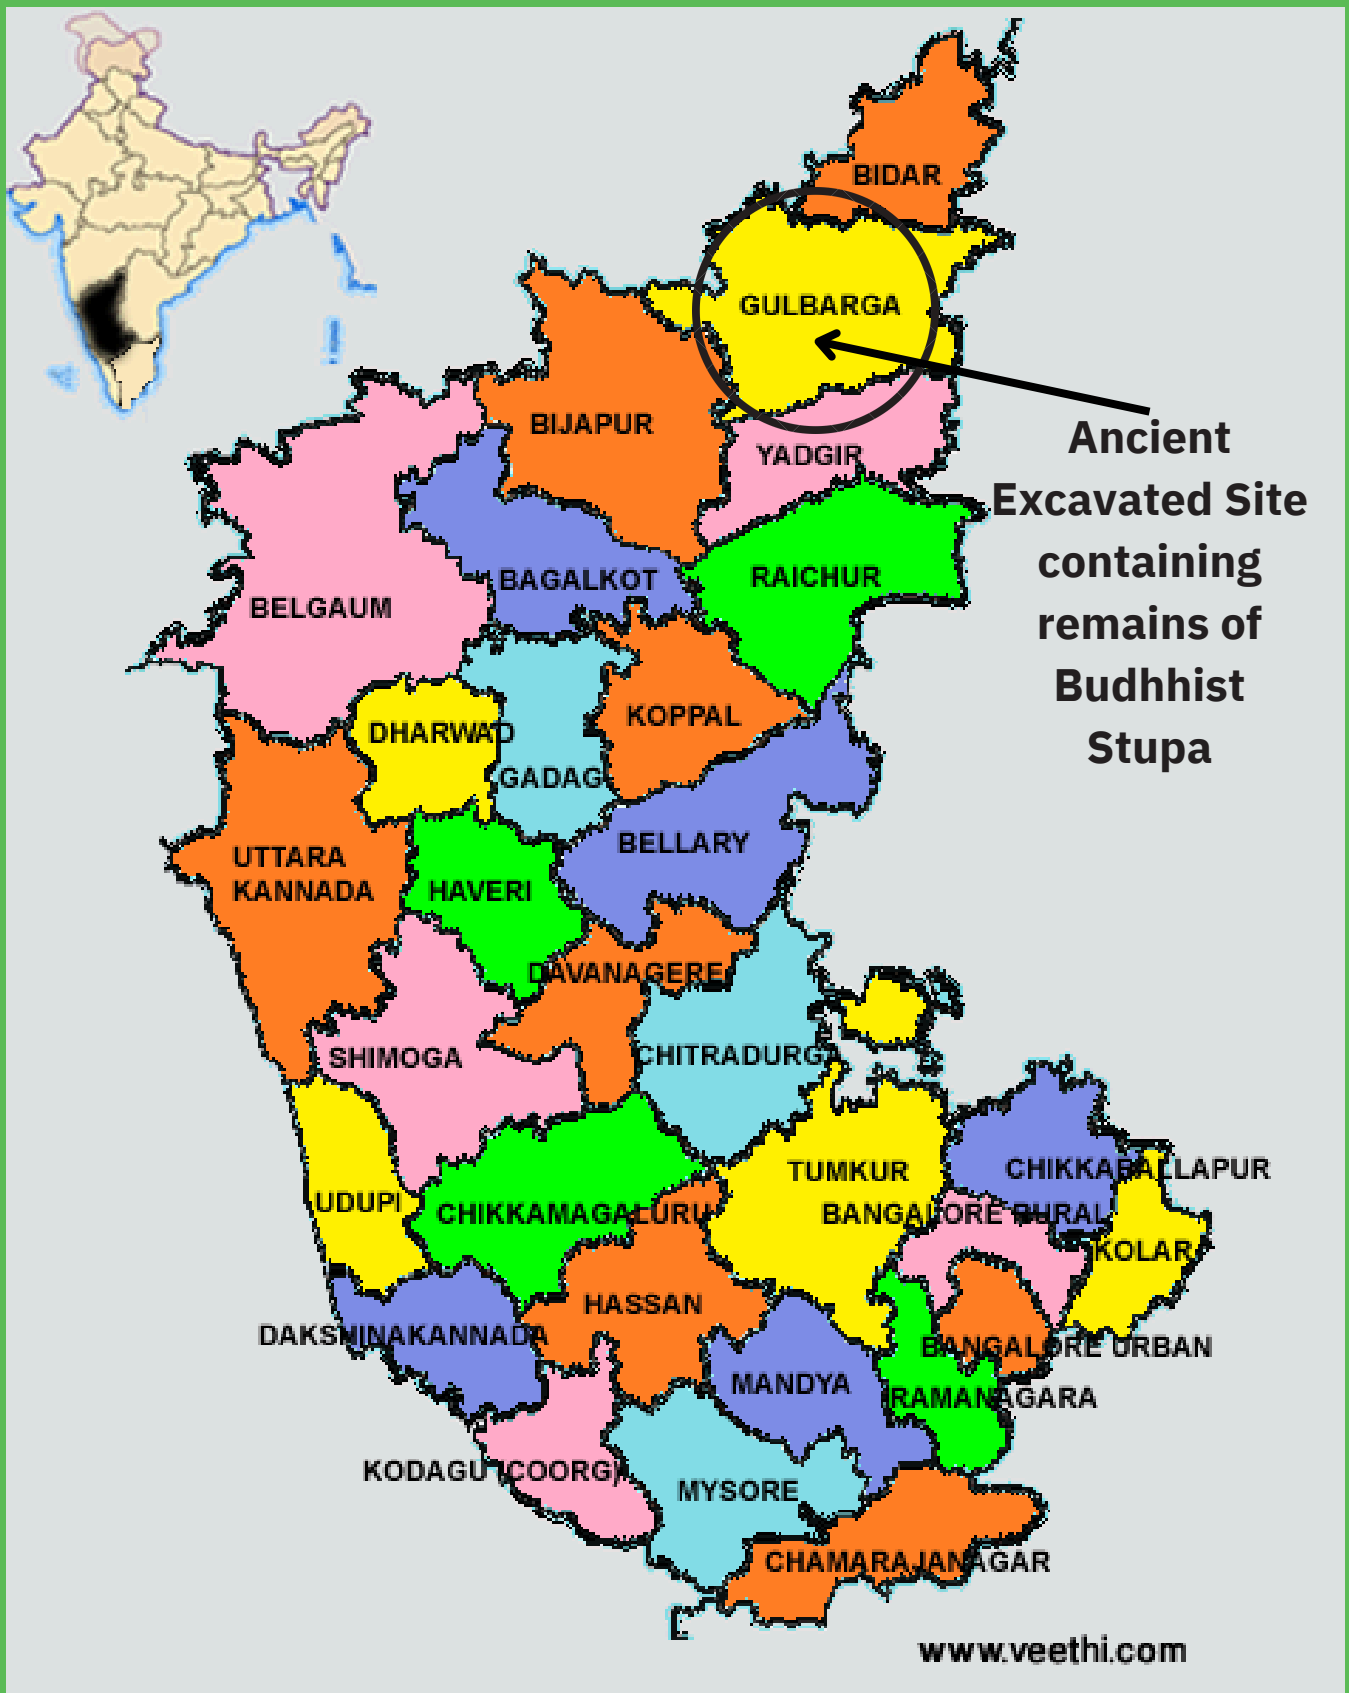 BIDAR
GULBARGA
Ancient
Excavated Site
containing
remains of
Budhhist
Stupa
BIJAPUR
YADGIR
BAGALKOT
RAICHUR
BELGAUM
KOPPAL
DHARWAD
GADAG
BELLARY
UTTARA
KANNADA
HAVERI
DAVANAGERE
SHIMOGA
CHITRADURGA
TUMKUR
CHIKKABALLAPUR
UDUPI
CHIKKAMAGALURU
BANGALORE RURAL
KOLAR
HASSAN
DAKSHINAKANNADA
BANGALORE URBAN
MANDYA
RAMANAGARA
KODAGU (COORG)
MYSORE
CHAMARAJANAGAR
www.veethi.com